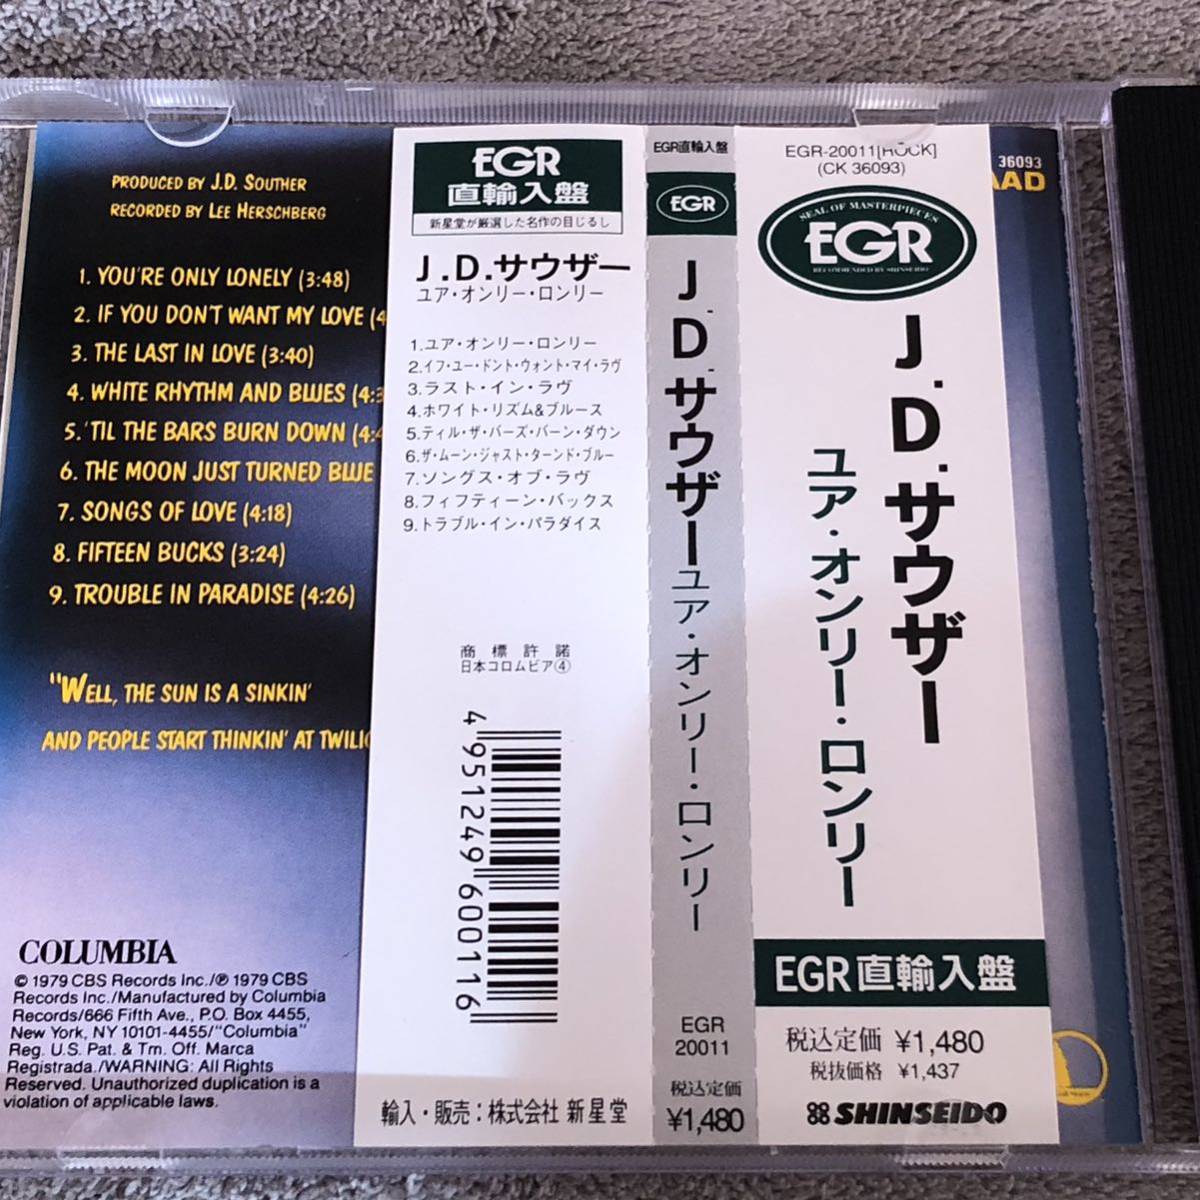 PRODUCED BY J.D. SOUTHER
RECORDED BY LEE HERSCHBERG
1. YOU'RE ONLY LONELY (3:48)
2. IF YOU DON'T WANT MY LOVE (4
3. THE LAST IN LOVE (3:40)
4. WHITE RHYTHM AND BLUES (4:3
5. 'TIL THE BARS BURN DOWN (4:4
6. THE MOON JUST TURNED BLUE
7. SONGS OF LOVE (4:18)
8. FIFTEEN BUCKS (3:24)
9. TROUBLE IN PARADISE (4:26)
"WELL, THE SUN IS A SINKIN'
AND PEOPLE START THINKIN' AT
COLUMBIA
© 1979 CBS Records Inc./℗ 1979 CBS
Records Inc./Manufactured by Columbia
Records/666 Fifth Ave., P.O. Box 4455,
New York, NY 10101-4455/"Columbia"
Reg. U.S. Pat. & Tm. Off. Marca
Registrada./WARNING: All Rights
Reserved. Unauthorized duplication is a
violation of applicable laws.
EGR
直輸入盤
新星堂が厳選した名作の目じるし
J.D.サウザー
ユア・オンリー・ロンリー
1.ユア・オンリー・ロンリー
2.イフ・ユー・ドント・ウォント・マイ・ラヴ
3.ラスト・イン・ラヴ
4.ホワイト・リズム&ブルース
5.ティル・ザ・バーズ・バーン・ダウン
6.ザ・ムーン・ジャスト・ターンド・ブルー
7.ソングス・オブ・ラヴ
8.フィフティーン・バックス
9.トラブル・イン・パラダイス
商標許諾
日本コロムビア④
4951249600116
輸入・販売:株式会社 新星堂
EGR直輸入盤
EGR
J.D.サウザー
ユア・オンリー・ロンリー
EGR
20011
税込定価
¥1,480
EGR-20011[ROCK]
(CK 36093)
SEAL OF MASTERPIECES
EGR
RECOMMENDED BY SHINSEIDO
J.D.サウザー
ユア・オンリー・ロンリー
EGR直輸入盤
税込定価 ¥1,480
税抜価格 ¥1,437
SHINSEIDO
36093
AAD